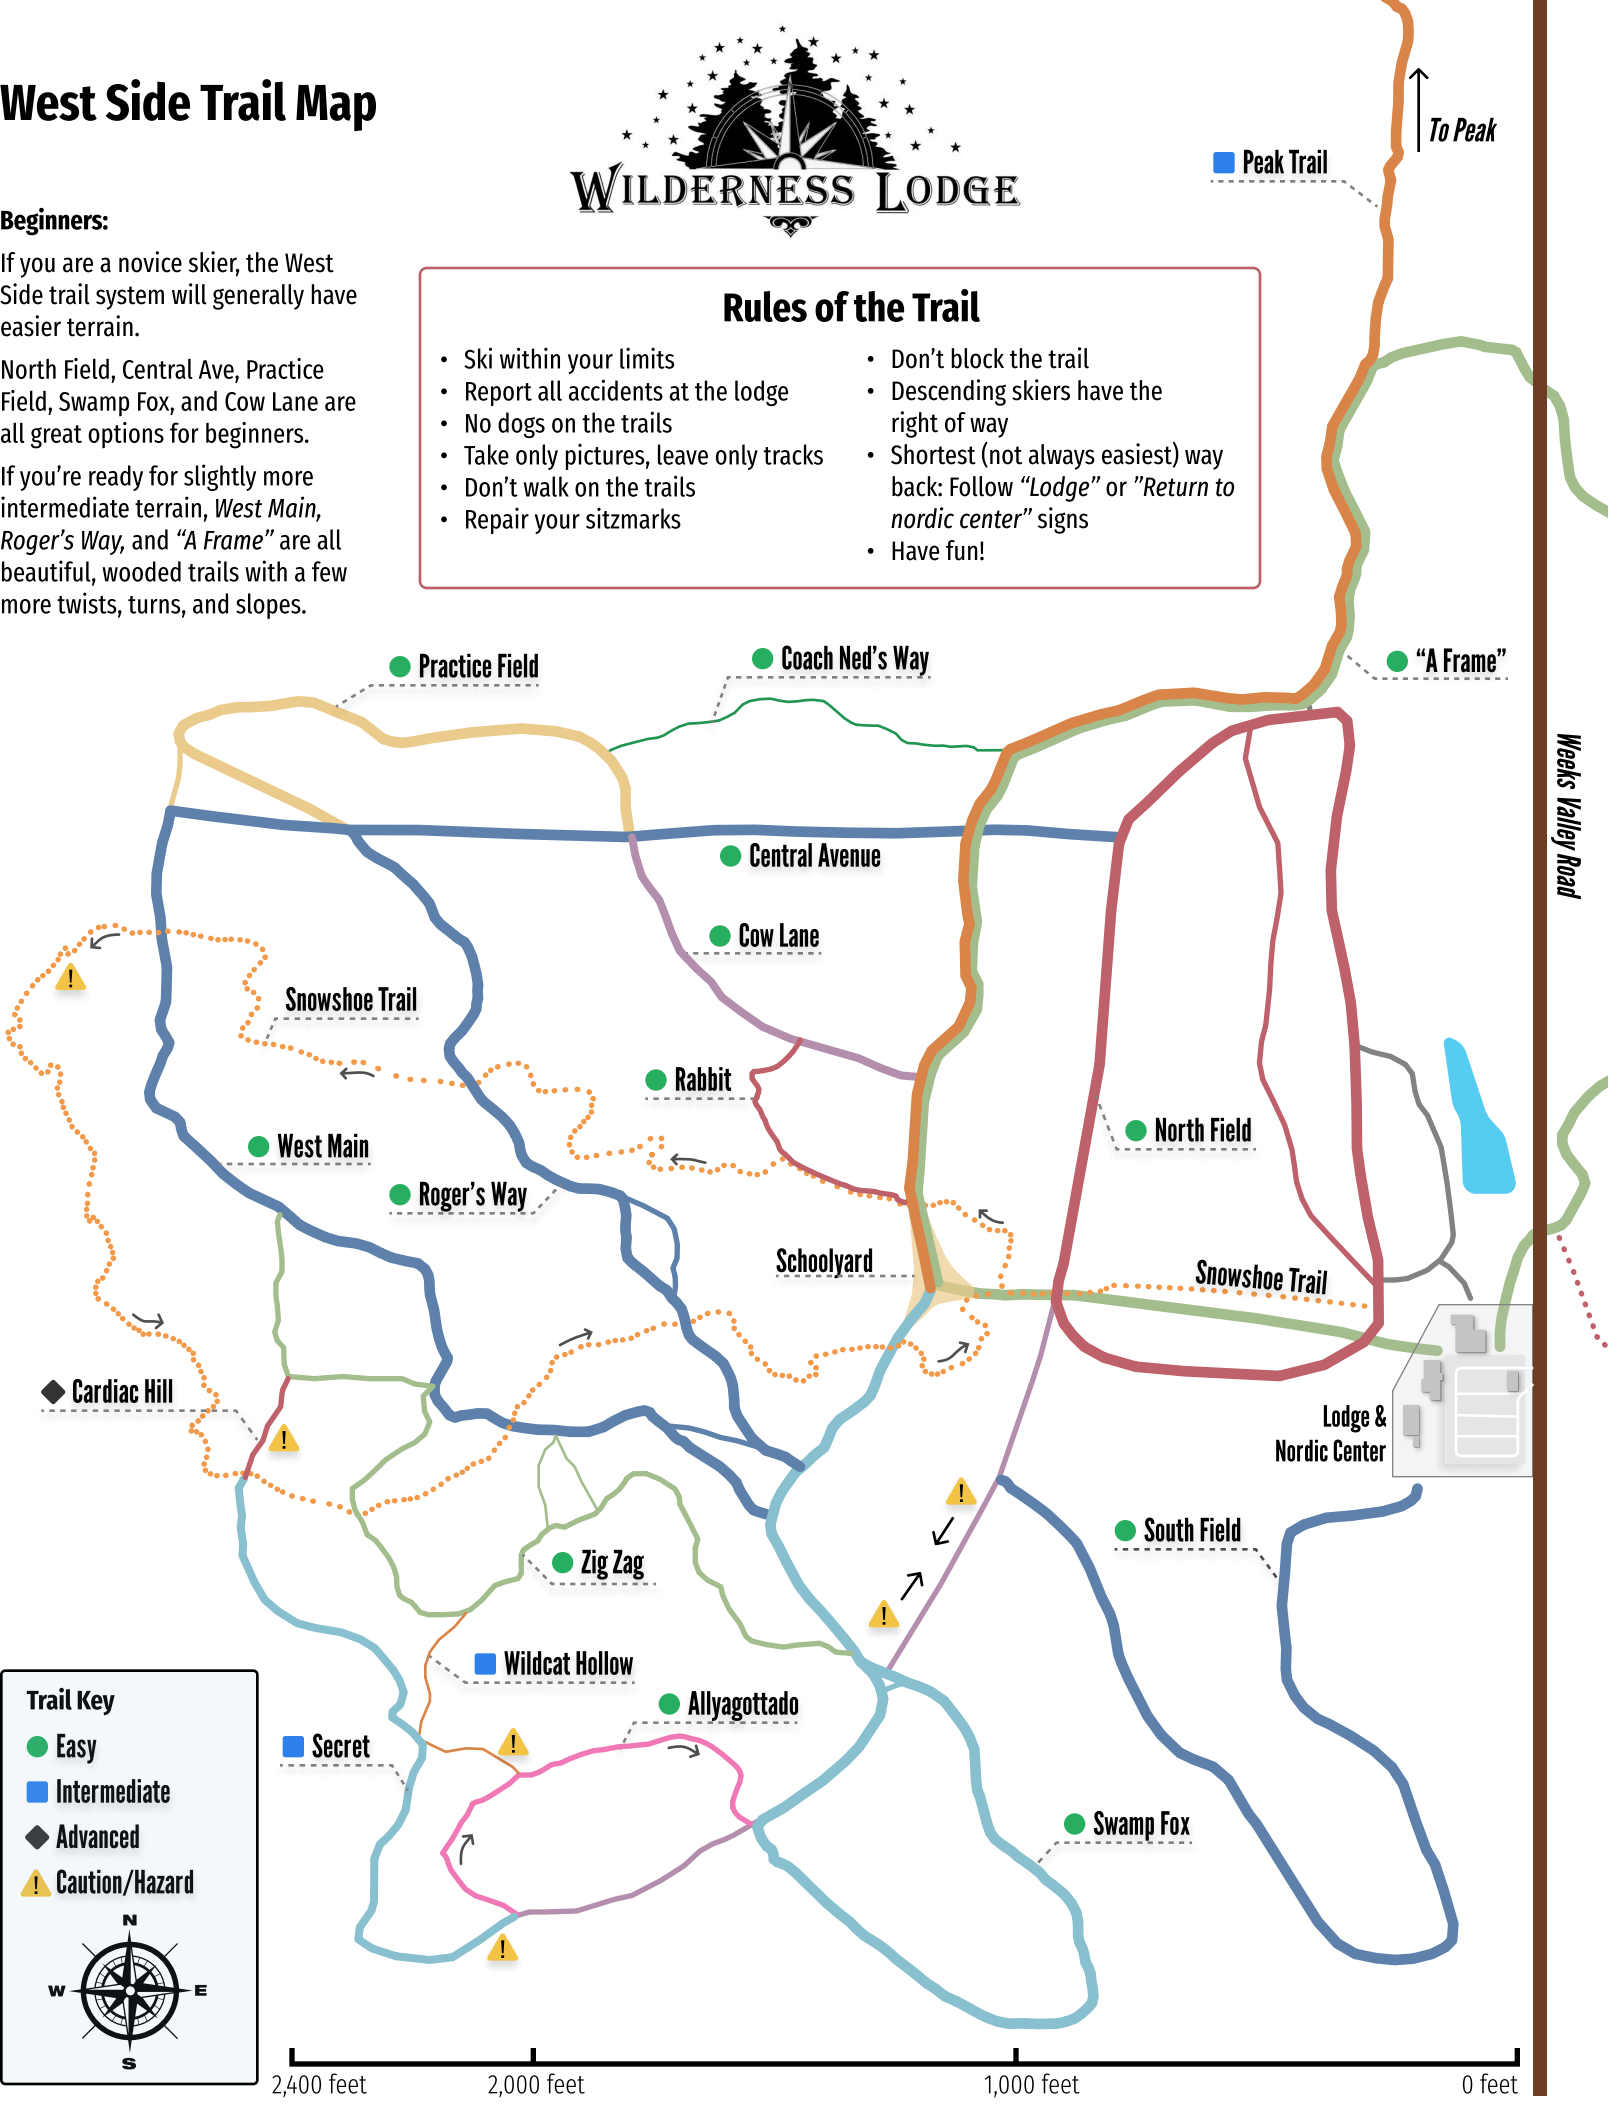 West Side Trail Map
WILDERNESS LODGE
To Peak
Peak Trail
Beginners:
If you are a novice skier, the West
Side trail system will generally have
easier terrain.
North Field, Central Ave, Practice
Field, Swamp Fox, and Cow Lane are
all great options for beginners.
If you’re ready for slightly more
intermediate terrain, West Main,
Roger’s Way, and “A Frame” are all
beautiful, wooded trails with a few
more twists, turns, and slopes.
Rules of the Trail
• Ski within your limits
• Report all accidents at the lodge
• No dogs on the trails
• Take only pictures, leave only tracks
• Don’t walk on the trails
• Repair your sitzmarks
• Don’t block the trail
• Descending skiers have the
right of way
• Shortest (not always easiest) way
back: Follow “Lodge” or ”Return to
nordic center” signs
• Have fun!
Practice Field
Coach Ned’s Way
“A Frame”
Weeks Valley Road
Central Avenue
Cow Lane
Snowshoe Trail
Rabbit
North Field
West Main
Roger’s Way
Schoolyard
Snowshoe Trail
Cardiac Hill
Lodge &
Nordic Center
South Field
Zig Zag
Wildcat Hollow
Allyagottado
Secret
Swamp Fox
Trail Key
Easy
Intermediate
Advanced
! Caution/Hazard
N
W E
S
2,400 feet 2,000 feet 1,000 feet 0 feet